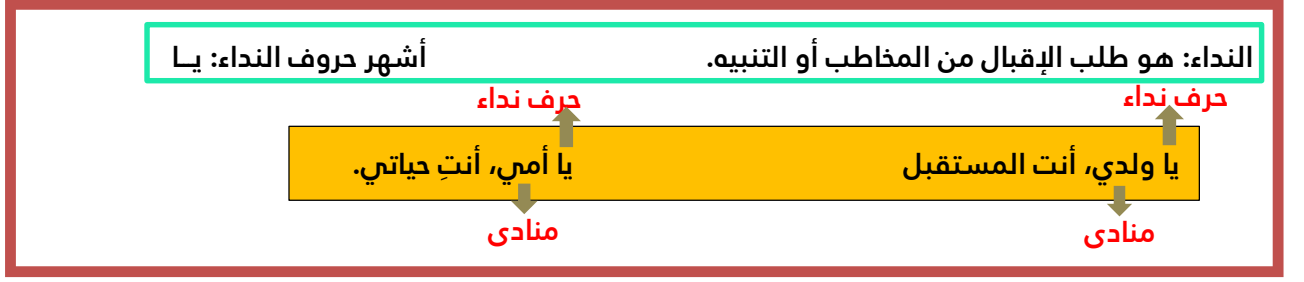 النداء: هو طلب الإقبال من المخاطب أو التنبيه. أشهر حروف النداء: يــا
حرف نداء حرف نداء
يا ولدي، أنت المستقبل يا أمي، أنتِ حياتي.
منادى منادى